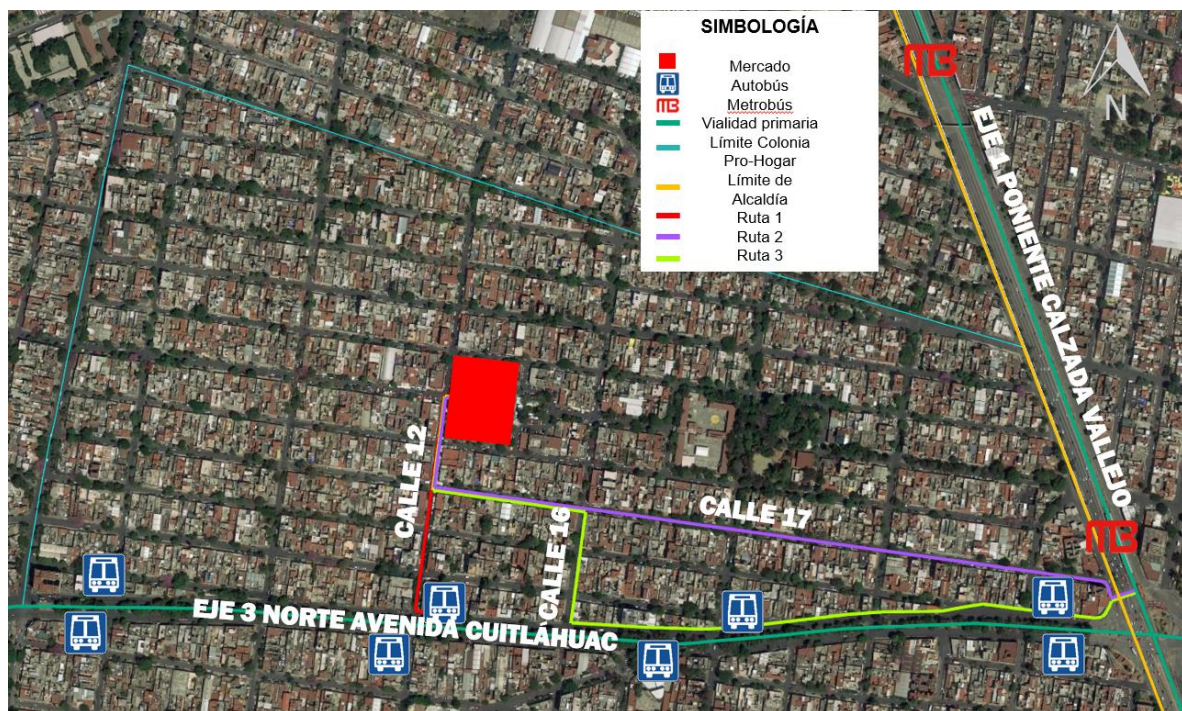 SIMBOLOGÍA
Mercado
Autobús
Metrobús
Vialidad primaria
Límite Colonia
Pro-Hogar
Límite de
Alcaldía
Ruta 1
Ruta 2
Ruta 3
N
EJE 1 PONIENTE CALZADA VALLEJO
CALLE 12
CALLE 16
CALLE 17
EJE 3 NORTE AVENIDA CUITLÁHUAC